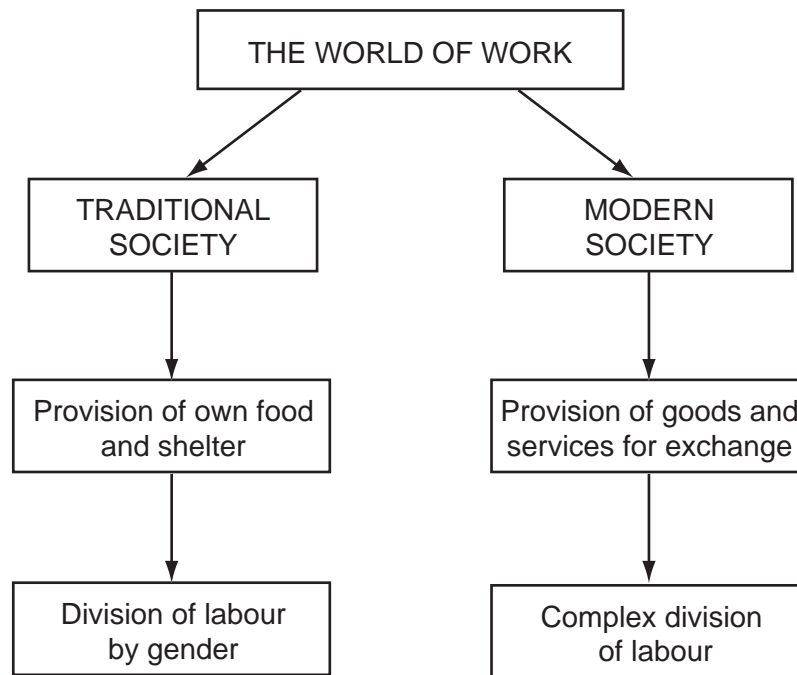 THE WORLD OF WORK
TRADITIONAL
SOCIETY
MODERN
SOCIETY
Provision of own food
and shelter
Provision of goods and
services for exchange
Division of labour
by gender
Complex division
of labour